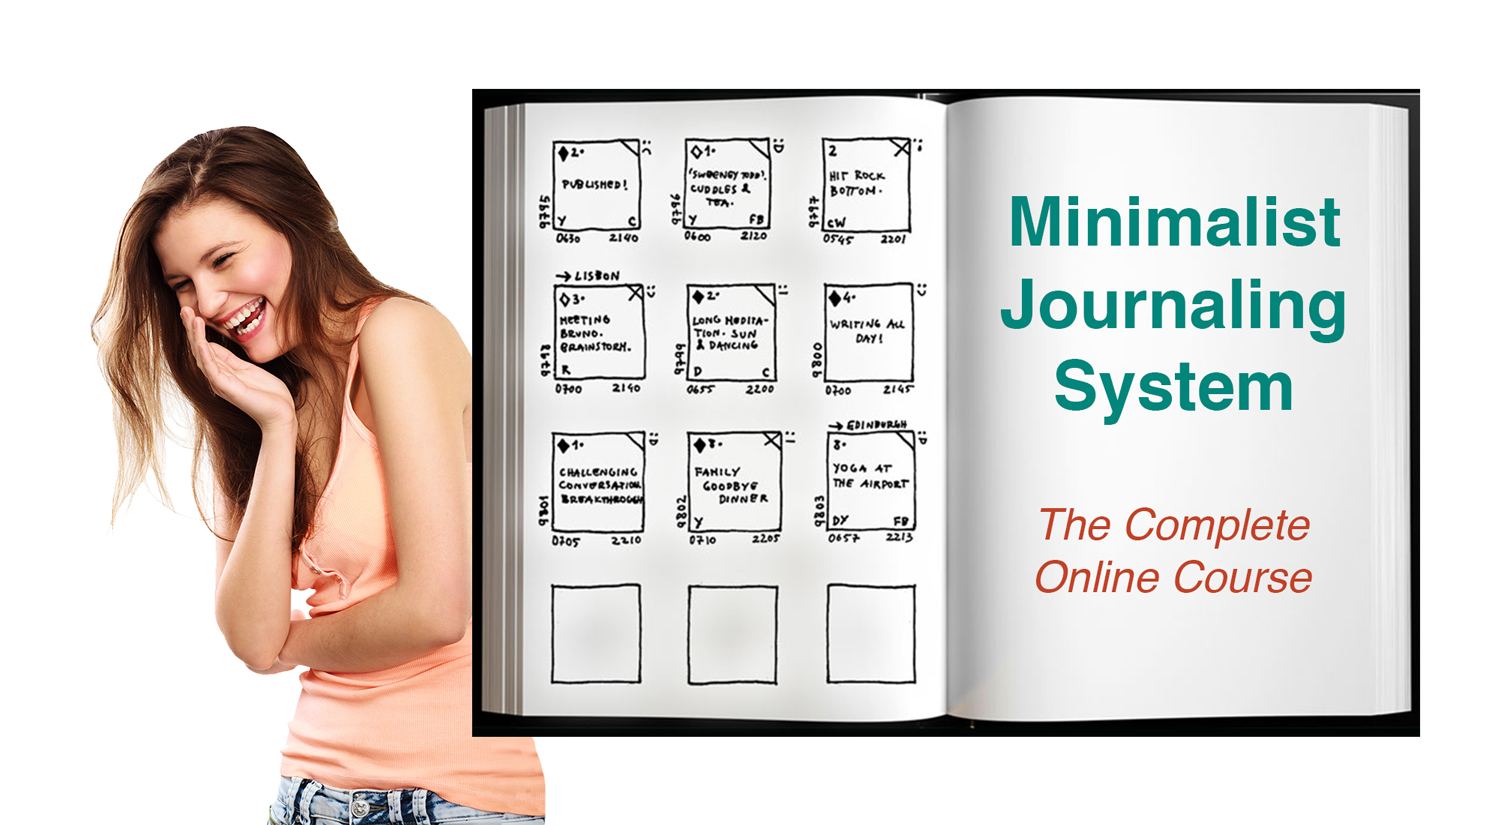 ◆2·
PUBLISHED!
Y C
9795
0630 2140
◇1·
'SWEENEY TODD'.
CUDDLES &
TEA.
Y FB
9796
0600 2120
2
HIT ROCK
BOTTOM.
CW
9797
0545 2201
→ LISBON
◇3·
MEETING
BRUNO.
BRAINSTORM.
R
9798
0700 2140
◆2·
LONG MEDITA-
TION. SUN
& DANCING
D C
9799
0655 2200
◆4·
WRITING ALL
DAY!
9800
0700 2145
◆1·
CHALLENGING
CONVERSATION
BREAKTHROUGH
9801
0705 2210
◆8·
FAMILY
GOODBYE
DINNER
Y
9802
0710 2205
→ EDINBURGH
8·
YOGA AT
THE AIRPORT
DY FB
9803
0657 2213
Minimalist
Journaling
System
The Complete
Online Course